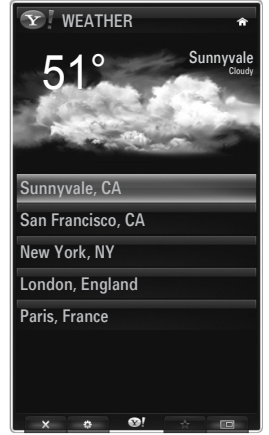 Y! WEATHER
51°
Sunnyvale
Cloudy
Sunnyvale, CA
San Francisco, CA
New York, NY
London, England
Paris, France
Y!